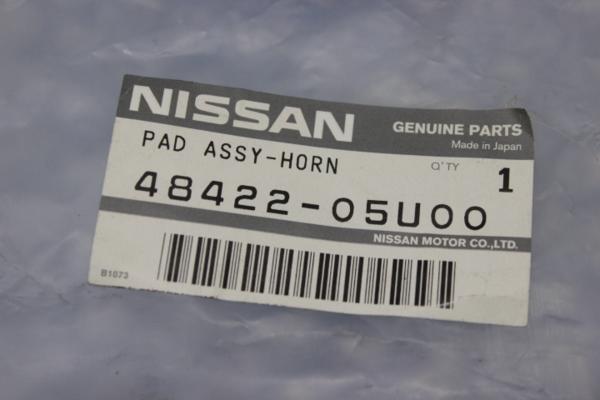 NISSAN GENUINE PARTS
Made in Japan
PAD ASSY-HORN Q'TY 1
48422-05U00
NISSAN MOTOR CO.,LTD.
B1073